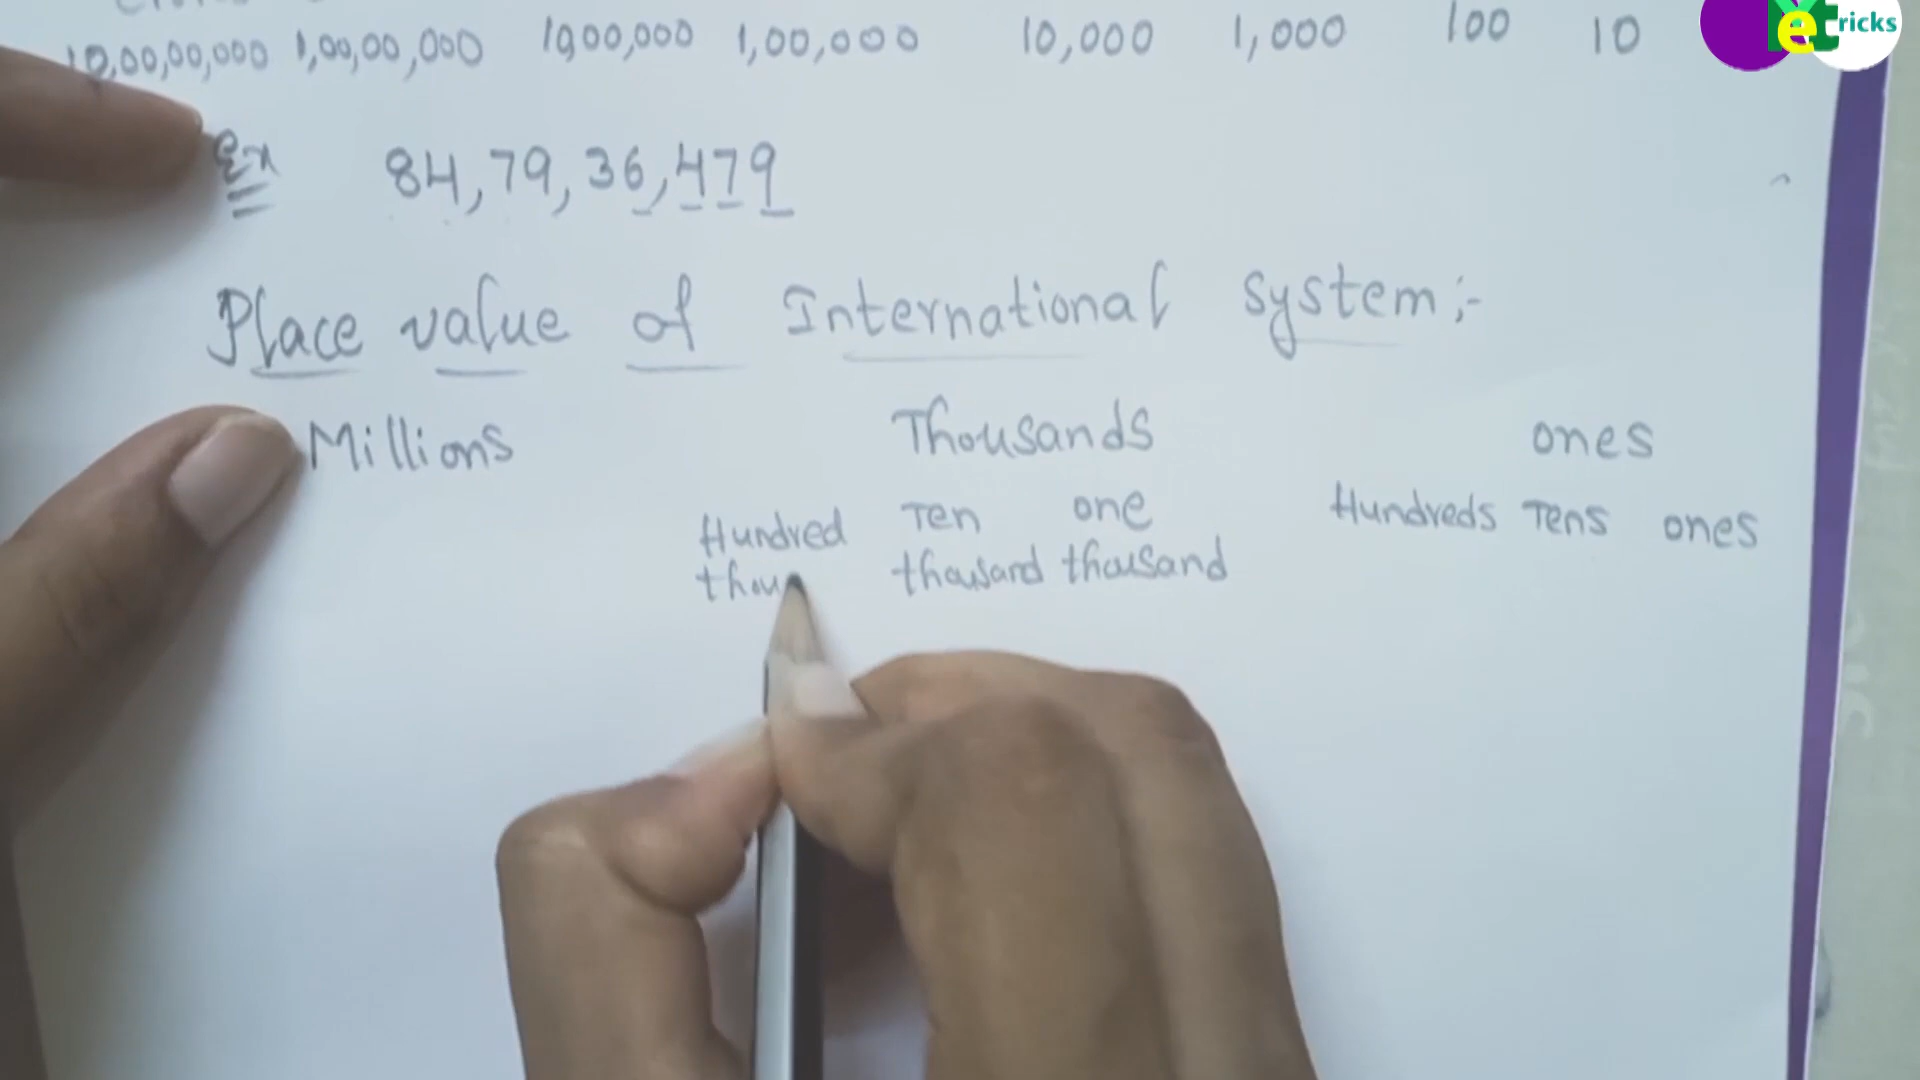 10,00,00,000 1,00,00,000 10,00,000 1,00,000 10,000 1,000 100 10
etricks
Ex 84,79,36,479
Place value of International system:-
Millions Thousands ones
Hundred Ten one Hundreds Tens ones
thou thousand thousand